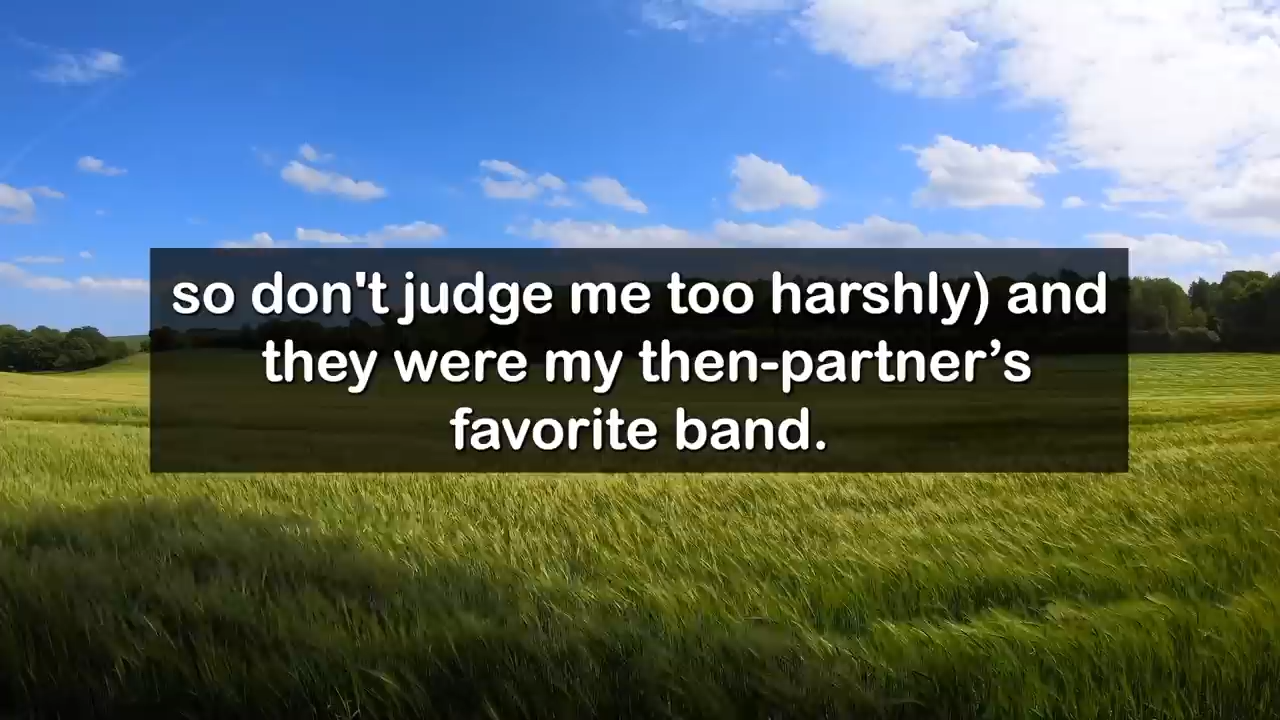 so don't judge me too harshly) and
they were my then-partner’s
favorite band.